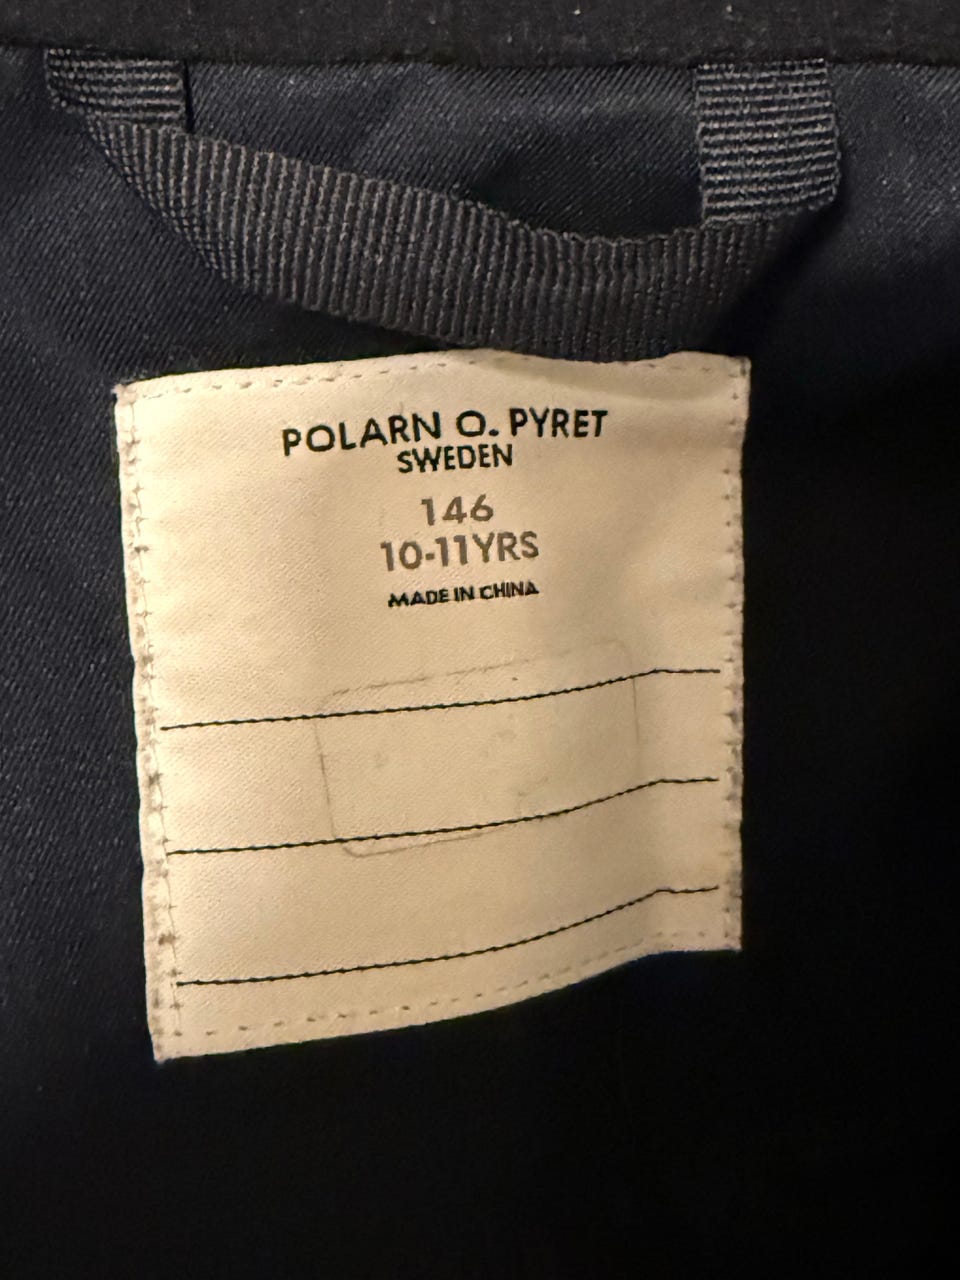 POLARN O. PYRET
SWEDEN
146
10-11YRS
MADE IN CHINA